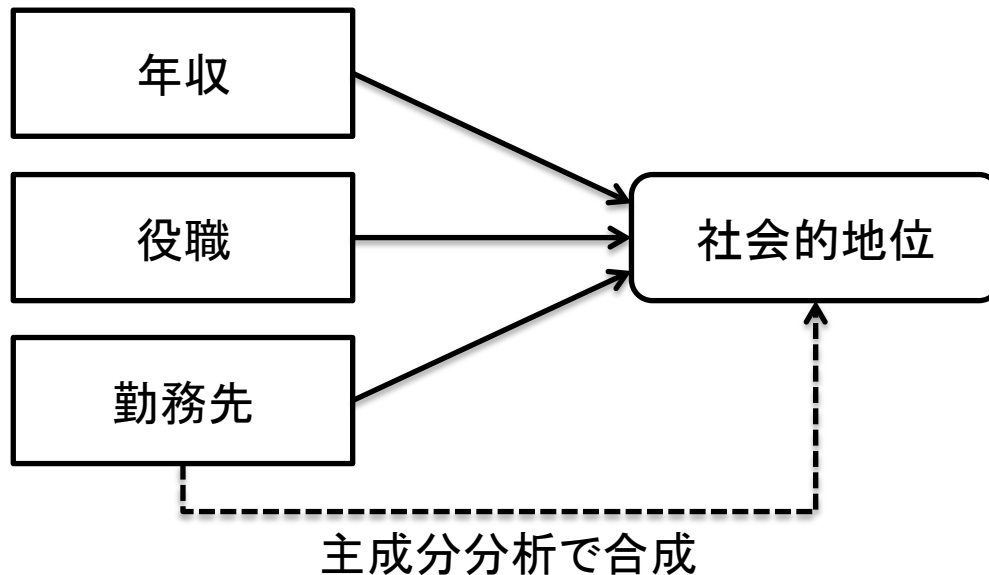 年収
役職
社会的地位
勤務先
主成分分析で合成